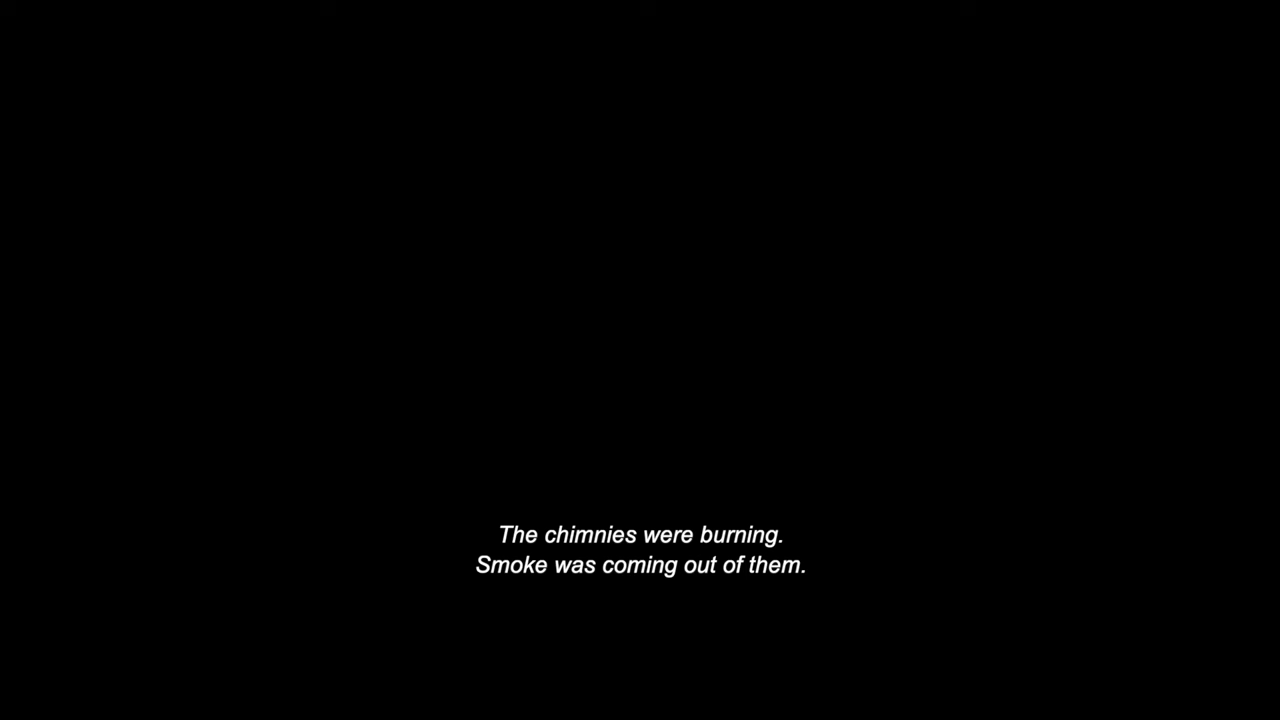 The chimnies were burning.
Smoke was coming out of them.